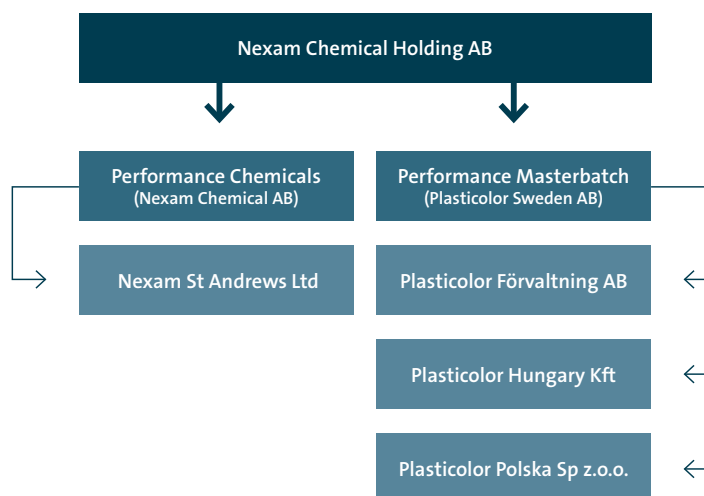 Nexam Chemical Holding AB
Performance Chemicals
(Nexam Chemical AB)
Performance Masterbatch
(Plasticolor Sweden AB)
Nexam St Andrews Ltd
Plasticolor Förvaltning AB
Plasticolor Hungary Kft
Plasticolor Polska Sp z.o.o.